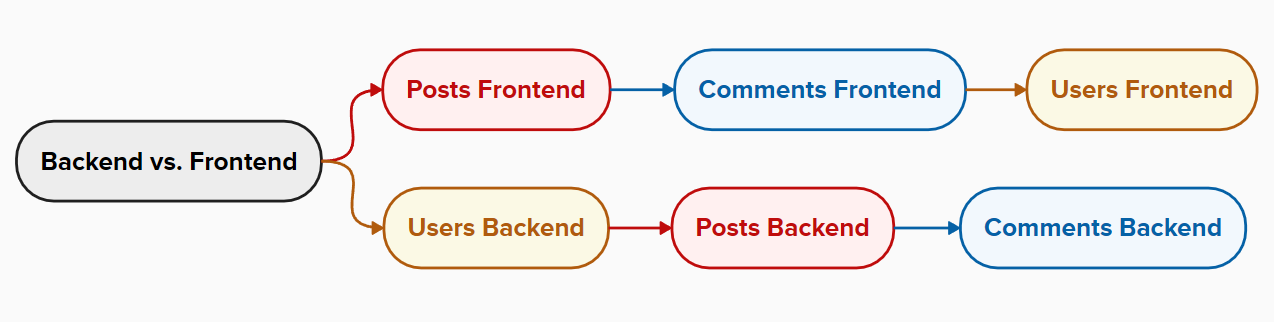 Backend vs. Frontend
Posts Frontend
Comments Frontend
Users Frontend
Users Backend
Posts Backend
Comments Backend